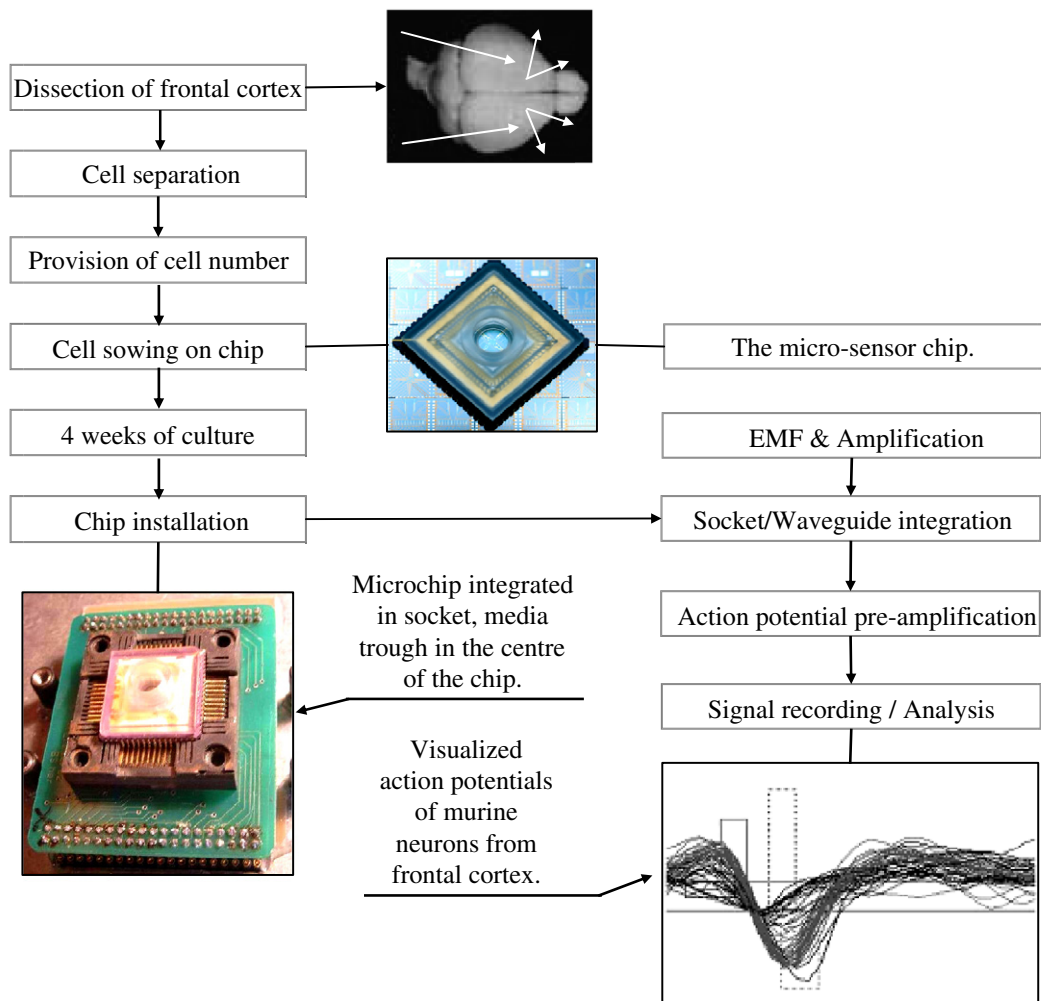 Dissection of frontal cortex
Cell separation
Provision of cell number
Cell sowing on chip
The micro-sensor chip.
4 weeks of culture
EMF & Amplification
Chip installation
Socket/Waveguide integration
Microchip integrated
in socket, media
trough in the centre
of the chip.
Action potential pre-amplification
Signal recording / Analysis
Visualized
action potentials
of murine
neurons from
frontal cortex.